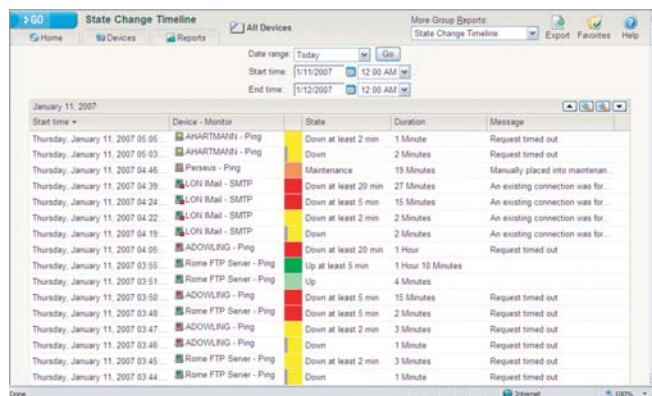 GO State Change Timeline All Devices More Group Reports:
Home Devices Reports State Change Timeline Export Favorites Help
Date range: Today Go
Start time: 1/11/2007 12:00 AM
End time: 1/12/2007 12:00 AM
January 11, 2007:
Start time Device - Monitor State Duration Message
Thursday, January 11, 2007 05:05:... AHARTMANN - Ping Down at least 2 min 1 Minute Request timed out
Thursday, January 11, 2007 05:03:... AHARTMANN - Ping Down 2 Minutes Request timed out
Thursday, January 11, 2007 04:46:... Perseus - Ping Maintenance 19 Minutes Manually placed into maintenan...
Thursday, January 11, 2007 04:39:... LON IMail - SMTP Down at least 20 min 27 Minutes An existing connection was for...
Thursday, January 11, 2007 04:24:... LON IMail - SMTP Down at least 5 min 15 Minutes An existing connection was for...
Thursday, January 11, 2007 04:22:... LON IMail - SMTP Down at least 2 min 2 Minutes An existing connection was for...
Thursday, January 11, 2007 04:19:... LON IMail - SMTP Down 2 Minutes An existing connection was for...
Thursday, January 11, 2007 04:05:... ADOWLING - Ping Down at least 20 min 1 Hour Request timed out
Thursday, January 11, 2007 03:55:... Rome FTP Server - Ping Up at least 5 min 1 Hour 10 Minutes
Thursday, January 11, 2007 03:51:... Rome FTP Server - Ping Up 4 Minutes
Thursday, January 11, 2007 03:50:... ADOWLING - Ping Down at least 5 min 15 Minutes Request timed out
Thursday, January 11, 2007 03:48:... Rome FTP Server - Ping Down at least 5 min 2 Minutes Request timed out
Thursday, January 11, 2007 03:47:... ADOWLING - Ping Down at least 2 min 3 Minutes Request timed out
Thursday, January 11, 2007 03:46:... ADOWLING - Ping Down 1 Minute Request timed out
Thursday, January 11, 2007 03:45:... Rome FTP Server - Ping Down at least 2 min 3 Minutes Request timed out
Thursday, January 11, 2007 03:44:... Rome FTP Server - Ping Down 1 Minute Request timed out
Done Internet 100%